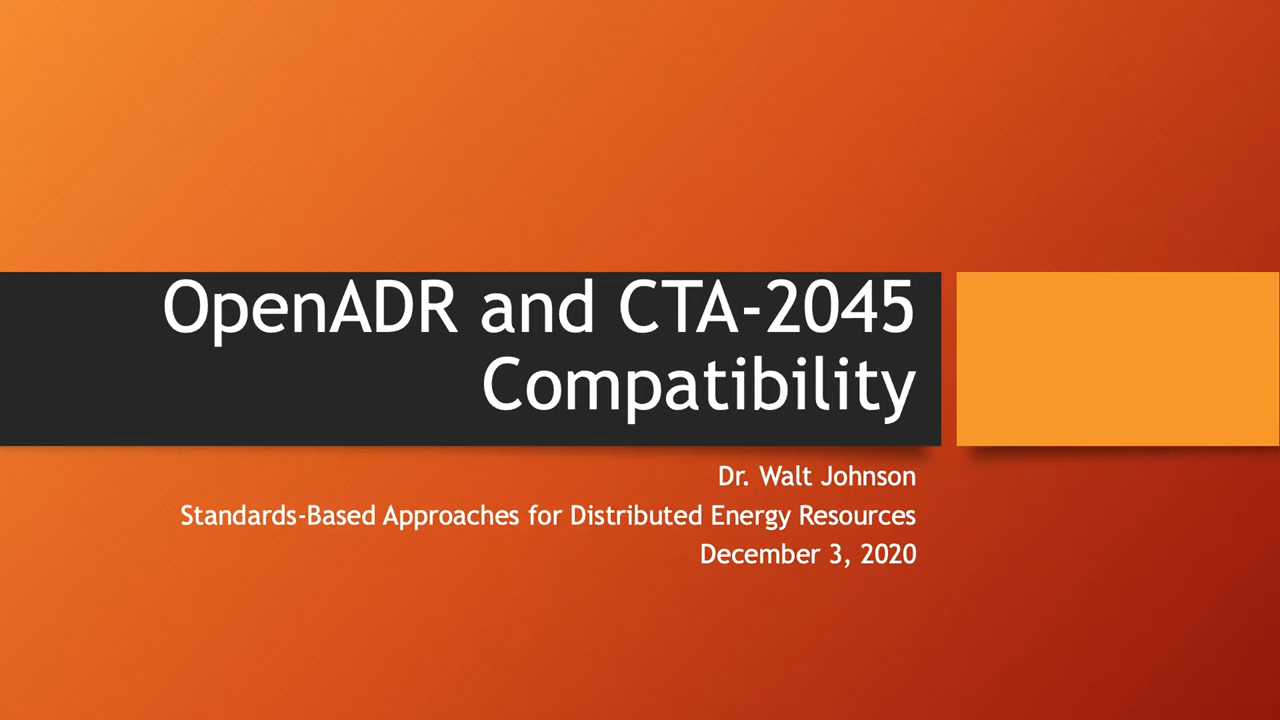 OpenADR and CTA-2045
Compatibility
Dr. Walt Johnson
Standards-Based Approaches for Distributed Energy Resources
December 3, 2020